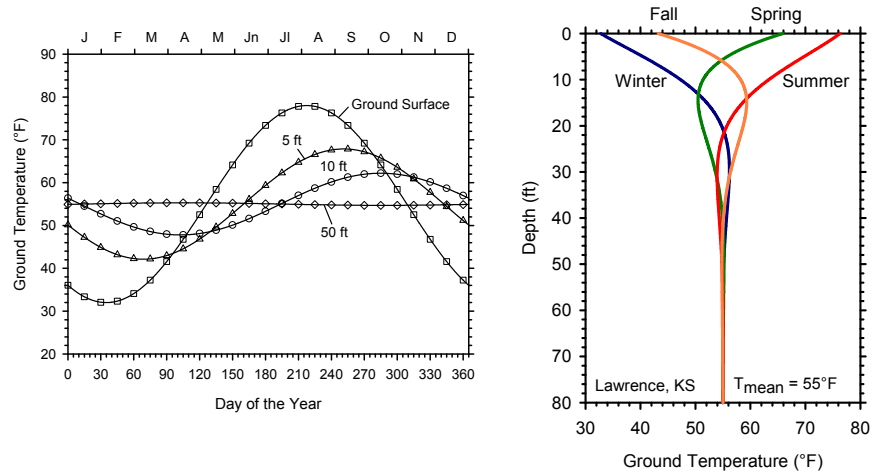 J F M A M Jn Jl A S O N D
90
80
70
60
50
40
30
20
Ground Temperature (°F)
Ground Surface
5 ft
10 ft
50 ft
0 30 60 90 120 150 180 210 240 270 300 330 360
Day of the Year
Fall Spring
0
10
20
30
40
50
60
70
80
Depth (ft)
Winter Summer
Lawrence, KS Tmean = 55°F
30 40 50 60 70 80
Ground Temperature (°F)